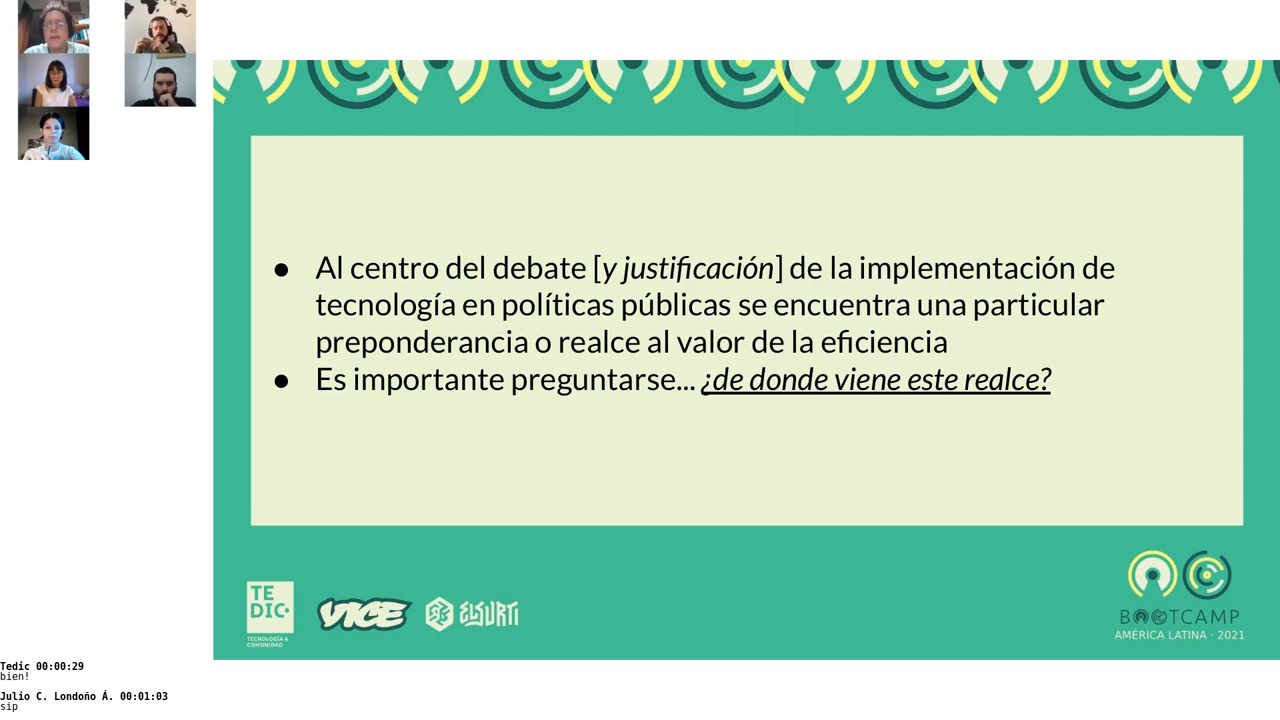 ● Al centro del debate [y justificación] de la implementación de
tecnología en políticas públicas se encuentra una particular
preponderancia o realce al valor de la eficiencia
● Es importante preguntarse... ¿de donde viene este realce?
TE
DIC
TECNOLOGÍA &
COMUNIDAD
VICE
ELSURTI
BOOTCAMP
AMÉRICA LATINA · 2021
Tedic 00:00:29
bien!
Julio C. Londoño Á. 00:01:03
sip